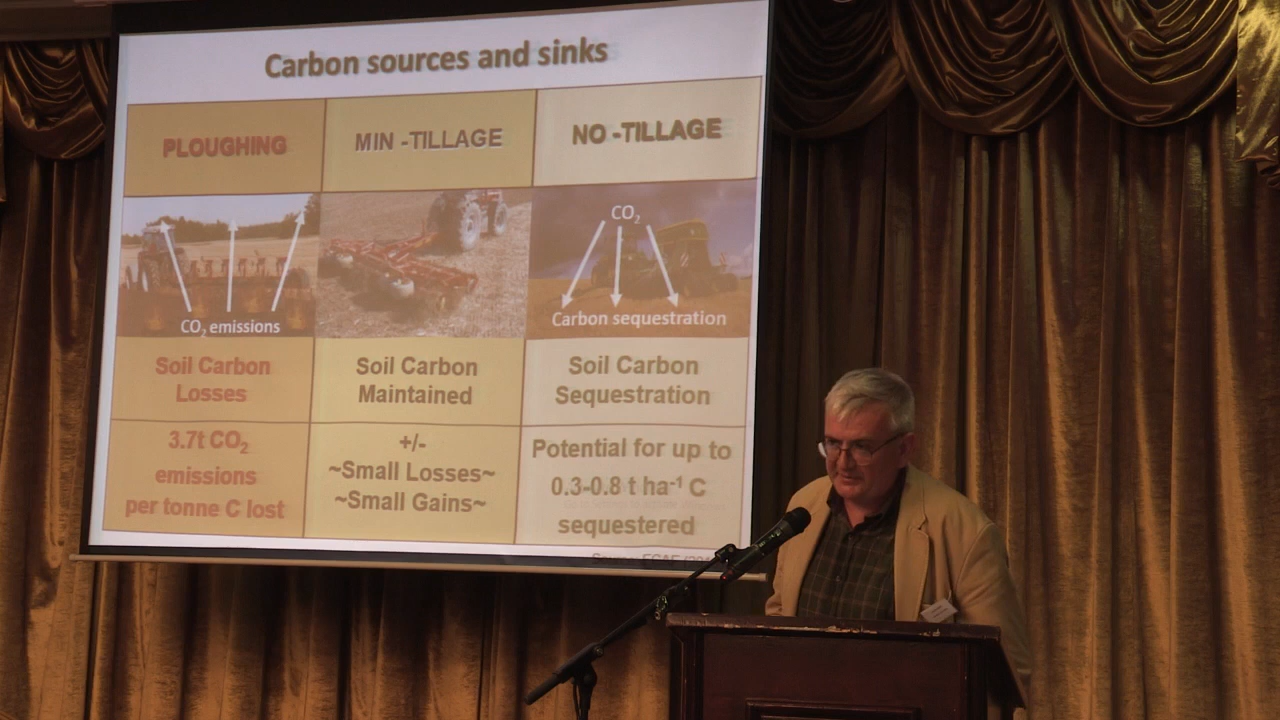 Carbon sources and sinks
PLOUGHING
MIN -TILLAGE
NO -TILLAGE
CO₂ emissions
CO₂
Carbon sequestration
Soil Carbon
Losses
Soil Carbon
Maintained
Soil Carbon
Sequestration
3.7t CO₂
emissions
per tonne C lost
+/-
~Small Losses~
~Small Gains~
Potential for up to
0.3-0.8 t ha⁻¹ C
sequestered